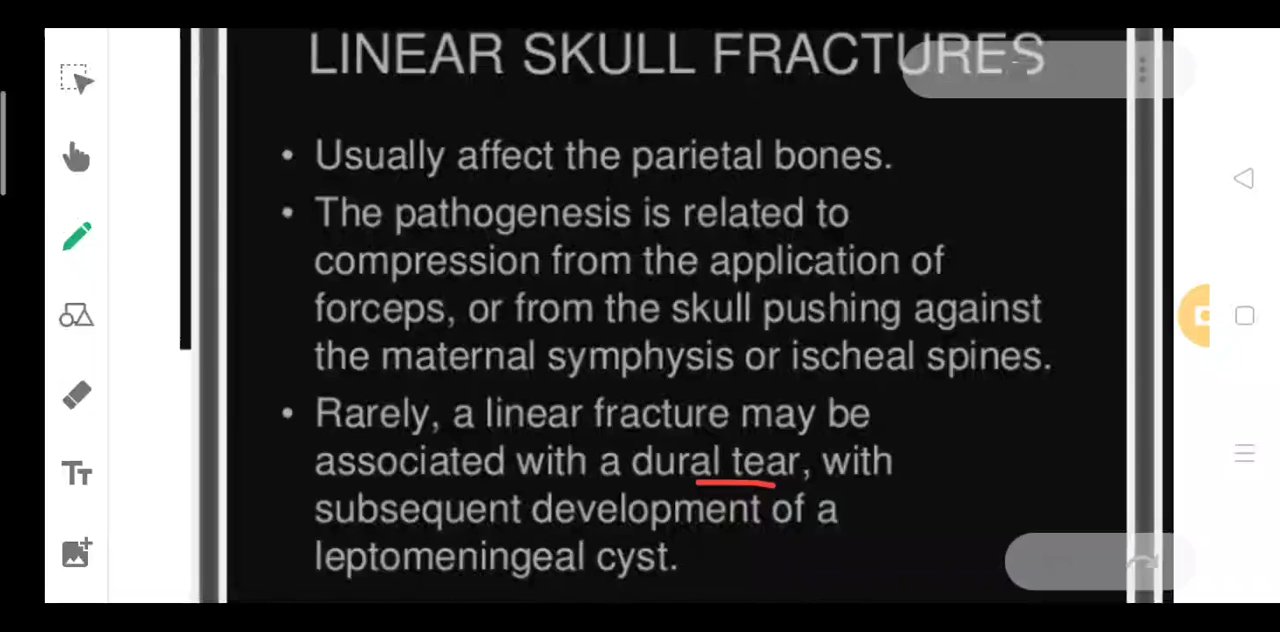 LINEAR SKULL FRACTURES
• Usually affect the parietal bones.
• The pathogenesis is related to
compression from the application of
forceps, or from the skull pushing against
the maternal symphysis or ischeal spines.
• Rarely, a linear fracture may be
associated with a dural tear, with
subsequent development of a
leptomeningeal cyst.
TT